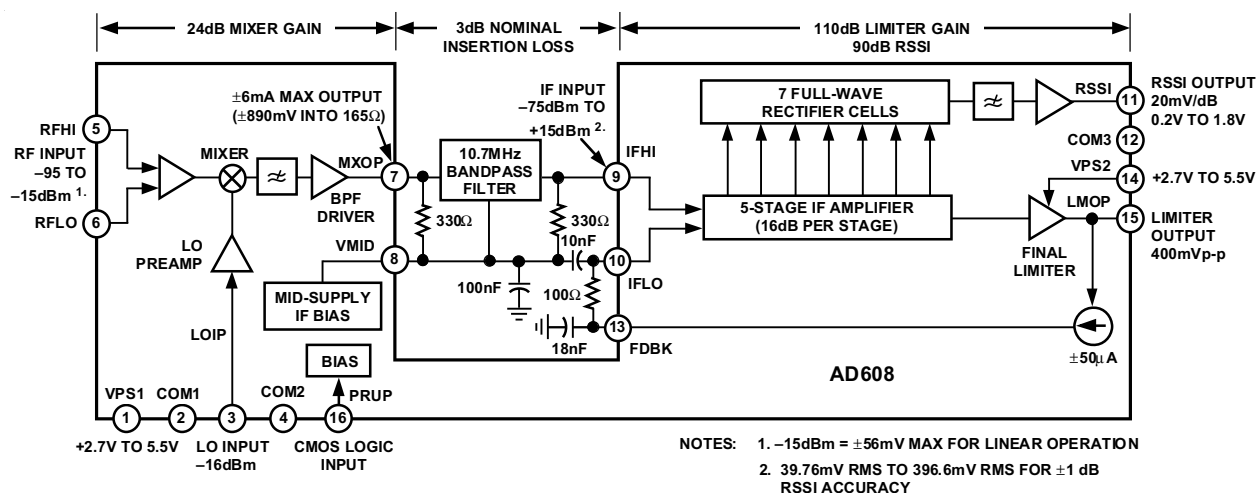 24dB MIXER GAIN
3dB NOMINAL
INSERTION LOSS
110dB LIMITER GAIN
90dB RSSI
±6mA MAX OUTPUT
(±890mV INTO 165Ω)
IF INPUT
–75dBm TO
+15dBm 2.
7 FULL-WAVE
RECTIFIER CELLS
RSSI
11
RSSI OUTPUT
20mV/dB
0.2V TO 1.8V
COM3
12
RFHI
5
RF INPUT
–95 TO
–15dBm 1.
RFLO
6
MIXER
BPF
DRIVER
MXOP
7
10.7MHz
BANDPASS
FILTER
IFHI
9
VPS2
14
+2.7V TO 5.5V
5-STAGE IF AMPLIFIER
(16dB PER STAGE)
LMOP
15
LIMITER
OUTPUT
400mVp-p
FINAL
LIMITER
330Ω
330Ω
10nF
LO
PREAMP
VMID
8
10
IFLO
MID-SUPPLY
IF BIAS
100nF
100Ω
18nF
13
FDBK
±50µA
LOIP
BIAS
PRUP
AD608
VPS1
COM1
COM2
1
2
3
4
16
+2.7V TO 5.5V
LO INPUT
–16dBm
CMOS LOGIC
INPUT
NOTES: 1. –15dBm = ±56mV MAX FOR LINEAR OPERATION
2. 39.76mV RMS TO 396.6mV RMS FOR ±1 dB
RSSI ACCURACY